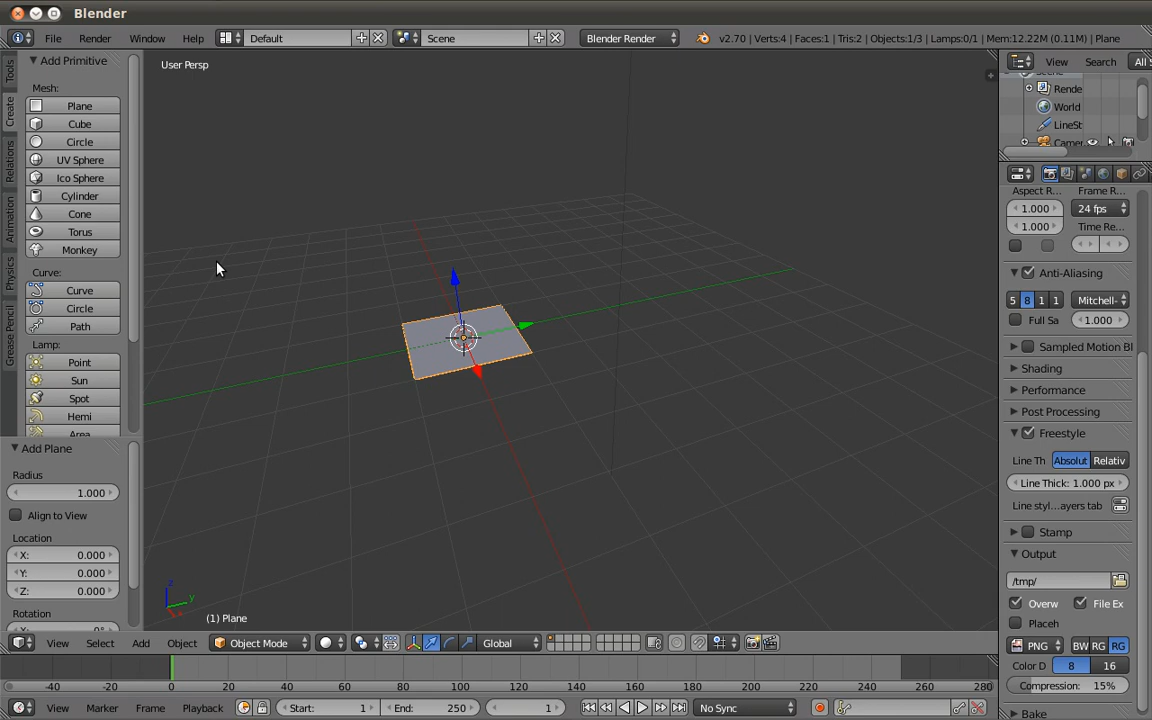 Blender
File Render Window Help Default Scene Blender Render v2.70 | Verts:4 | Faces:1 | Tris:2 | Objects:1/3 | Lamps:0/1 | Mem:12.22M (0.11M) | Plane
Tools
Create
Relations
Animation
Physics
Grease Pencil
Add Primitive
Mesh:
Plane
Cube
Circle
UV Sphere
Ico Sphere
Cylinder
Cone
Torus
Monkey
Curve:
Curve
Circle
Path
Lamp:
Point
Sun
Spot
Hemi
Area
Add Plane
Radius
1.000
Align to View
Location
X: 0.000
Y: 0.000
Z: 0.000
Rotation
User Persp
z
y
x
(1) Plane
View Select Add Object Object Mode Global
-40 -20 0 20 40 60 80 100 120 140 160 180 200 220 240 260 280
View Marker Frame Playback Start: 1 End: 250 1 No Sync
View Search All S
Rende
World
LineSt
Camer
Aspect R... Frame R...
1.000 24 fps
1.000 Time Re...
Anti-Aliasing
5 8 1 1 Mitchell-
Full Sa 1.000
Sampled Motion Bl
Shading
Performance
Post Processing
Freestyle
Line Th Absolut Relativ
Line Thick: 1.000 px
Line styl...ayers tab
Stamp
Output
/tmp/
Overw File Ex
Placeh
PNG BW RG RG
Color D 8 16
Compression: 15%
Bake